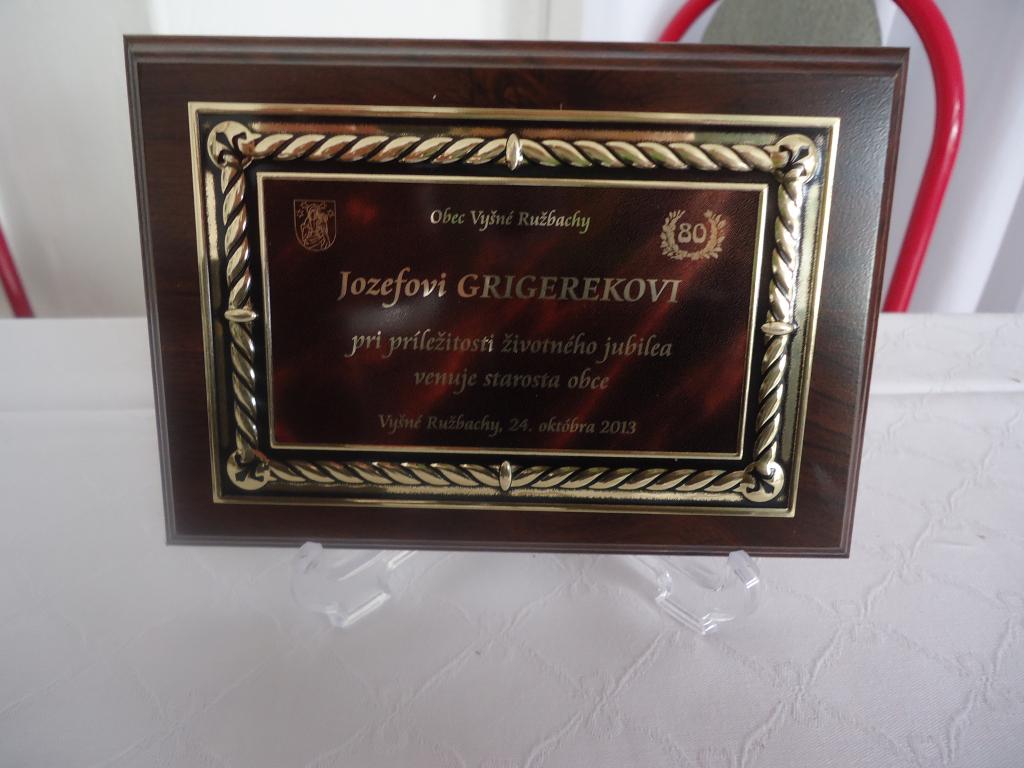 Obec Vyšné Ružbachy
80
Jozefovi GRIGEREKOVI
pri príležitosti životného jubilea
venuje starosta obce
Vyšné Ružbachy, 24. októbra 2013